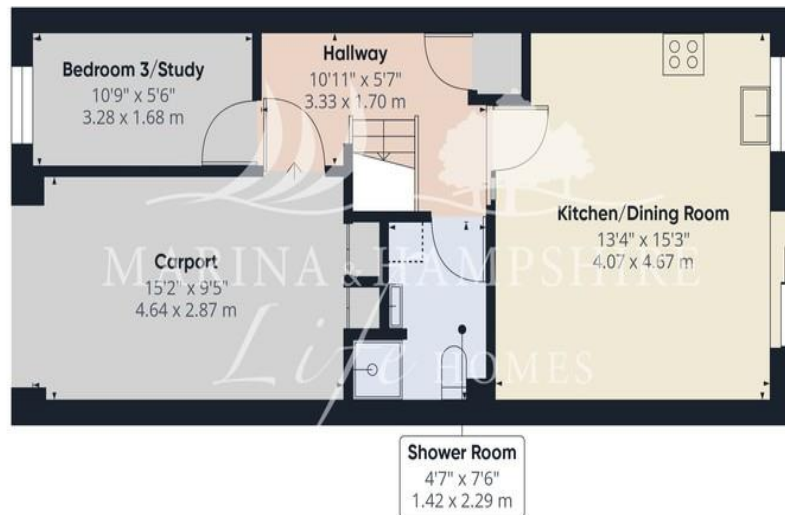 Bedroom 3/Study
10'9" x 5'6"
3.28 x 1.68 m
Hallway
10'11" x 5'7"
3.33 x 1.70 m
Kitchen/Dining Room
13'4" x 15'3"
4.07 x 4.67 m
Carport
15'2" x 9'5"
4.64 x 2.87 m
MARINA & HAMPSHIRE
Life HOMES
Shower Room
4'7" x 7'6"
1.42 x 2.29 m